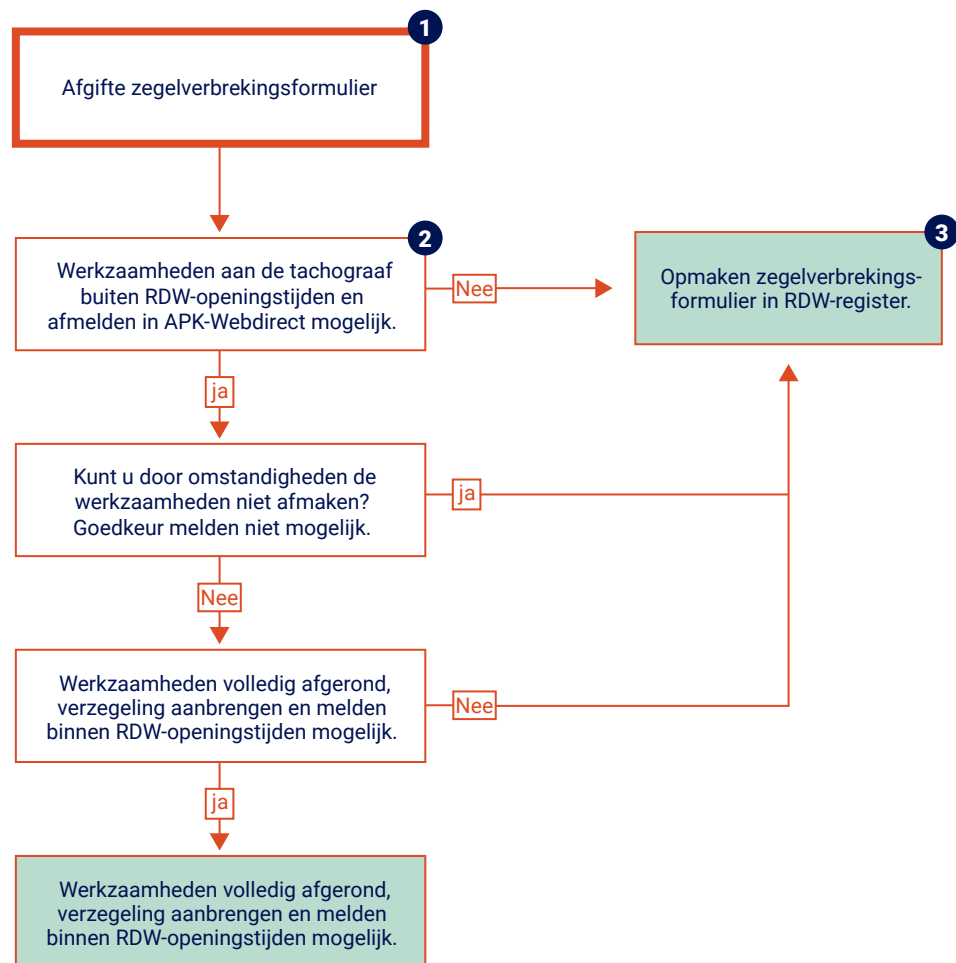 1
Afgifte zegelverbrekingsformulier
2
Werkzaamheden aan de tachograaf
buiten RDW-openingstijden en
afmelden in APK-Webdirect mogelijk.
Nee
3
Opmaken zegelverbrekings-
formulier in RDW-register.
ja
Kunt u door omstandigheden de
werkzaamheden niet afmaken?
Goedkeur melden niet mogelijk.
ja
Nee
Werkzaamheden volledig afgerond,
verzegeling aanbrengen en melden
binnen RDW-openingstijden mogelijk.
Nee
ja
Werkzaamheden volledig afgerond,
verzegeling aanbrengen en melden
binnen RDW-openingstijden mogelijk.